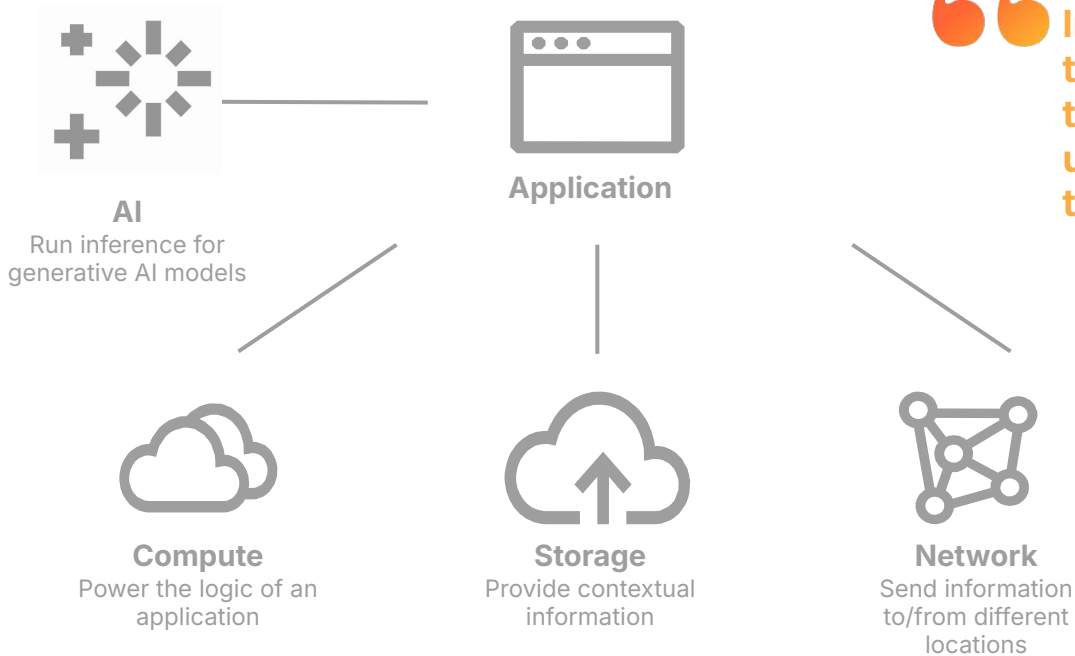 Application
AI
Run inference for
generative AI models
Compute
Power the logic of an
application
Storage
Provide contextual
information
Network
Send information
to/from different
locations